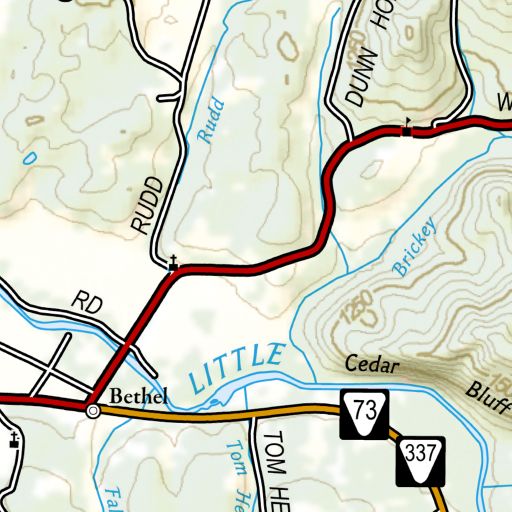 DUNN HO
W
Rudd
RUDD
Brickey
1250
RD
LITTLE
Cedar
Bluff
Bethel
73
337
TOM HE
Tom He
Fal